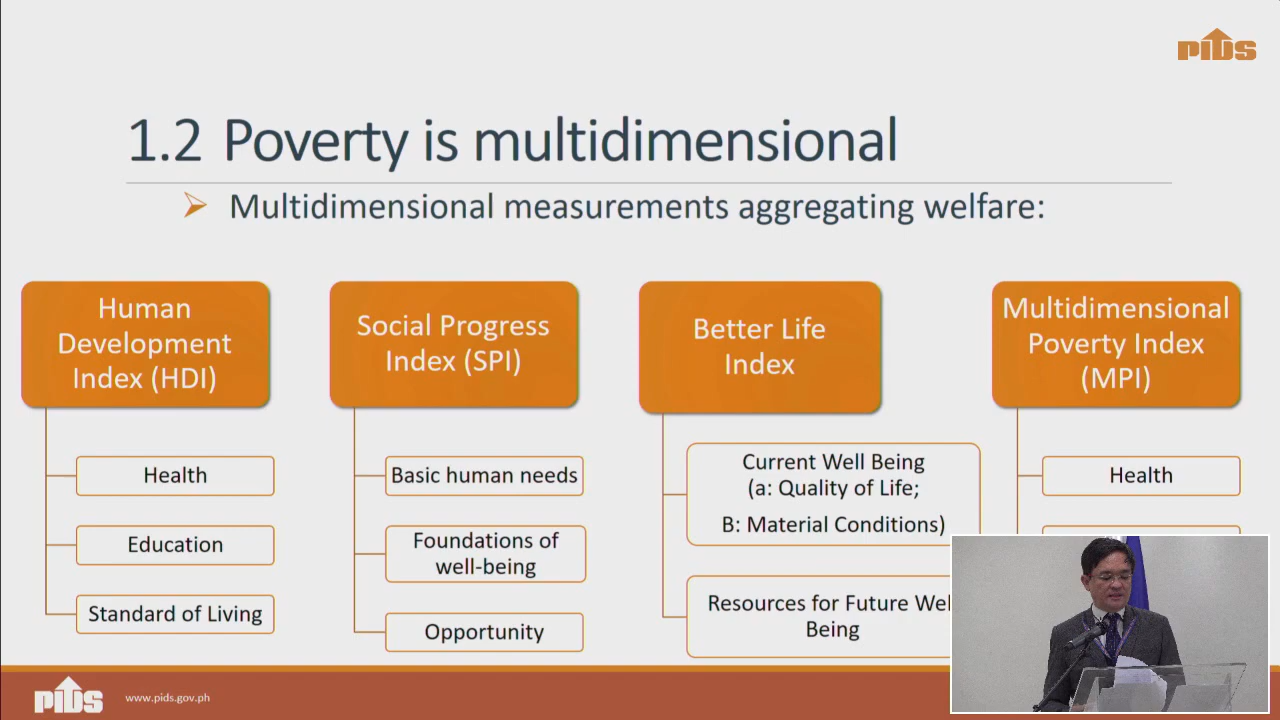 PIDS
1.2 Poverty is multidimensional
Multidimensional measurements aggregating welfare:
Human
Development
Index (HDI)
Health
Education
Standard of Living
Social Progress
Index (SPI)
Basic human needs
Foundations of
well-being
Opportunity
Better Life
Index
Current Well Being
(a: Quality of Life;
B: Material Conditions)
Resources for Future
Being
Multidimensional
Poverty Index
(MPI)
Health
PIDS
www.pids.gov.ph